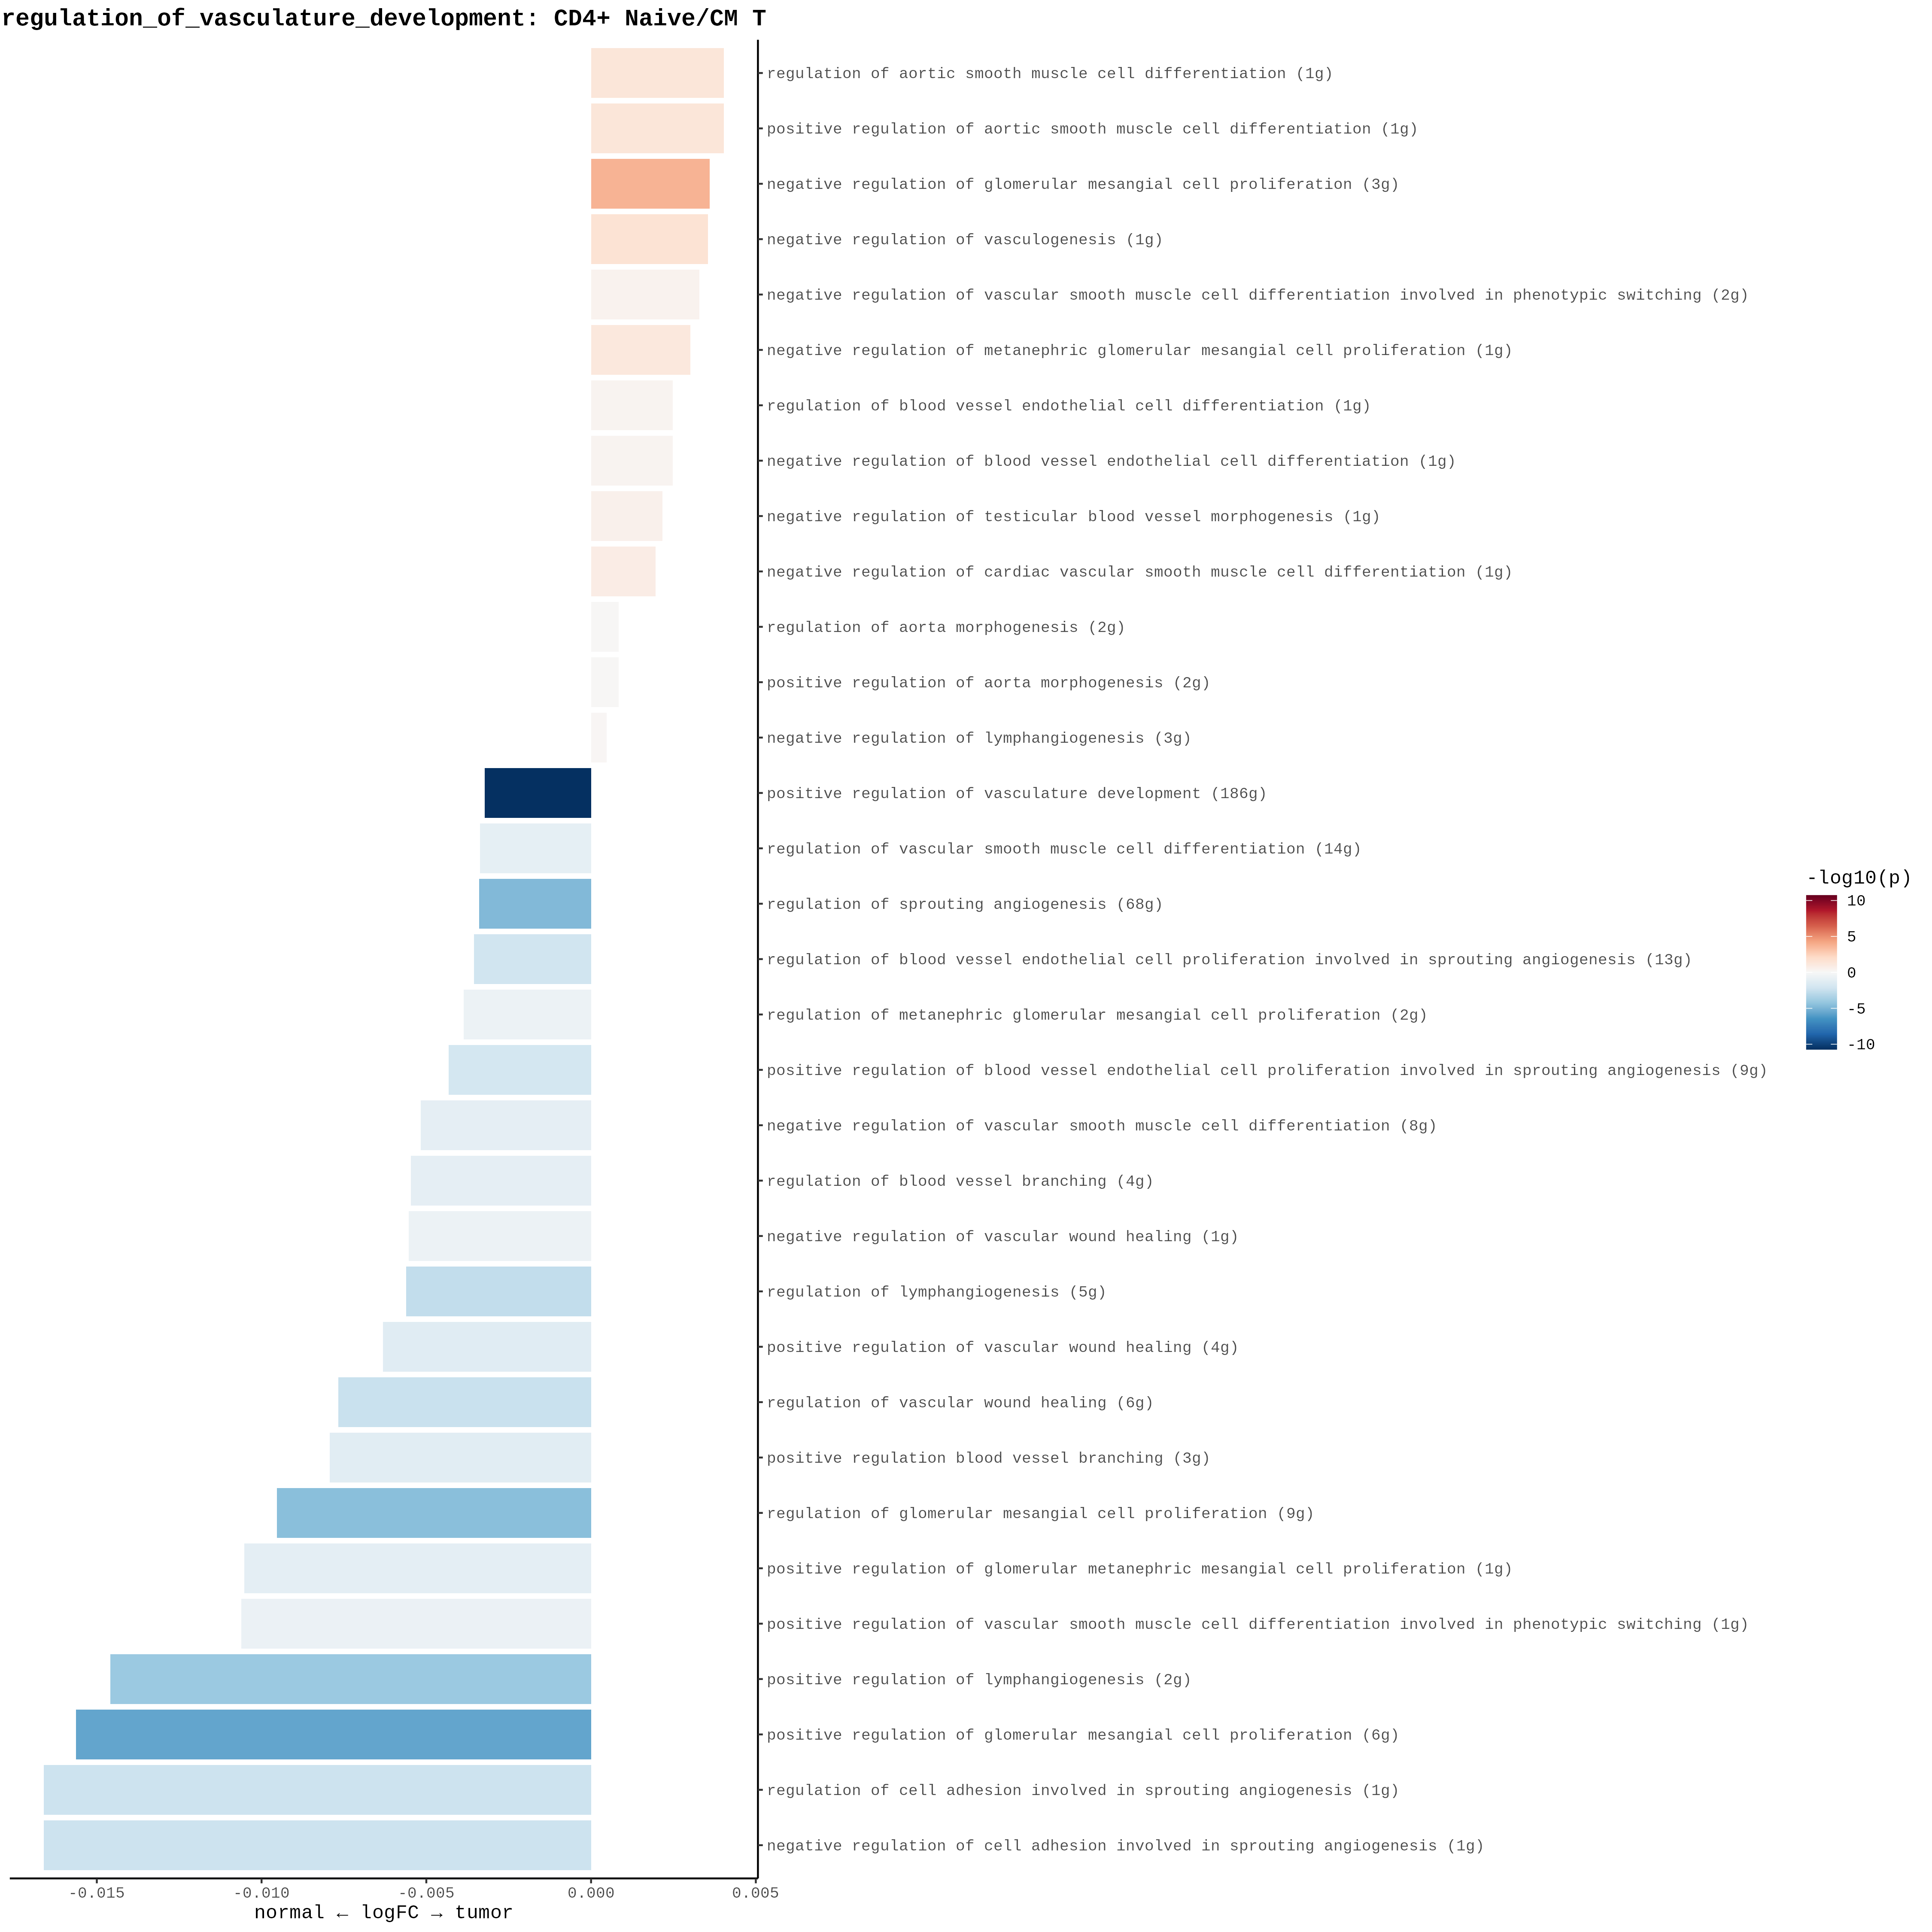 regulation_of_vasculature_development: CD4+ Naive/CM T
regulation of aortic smooth muscle cell differentiation (1g)
positive regulation of aortic smooth muscle cell differentiation (1g)
negative regulation of glomerular mesangial cell proliferation (3g)
negative regulation of vasculogenesis (1g)
negative regulation of vascular smooth muscle cell differentiation involved in phenotypic switching (2g)
negative regulation of metanephric glomerular mesangial cell proliferation (1g)
regulation of blood vessel endothelial cell differentiation (1g)
negative regulation of blood vessel endothelial cell differentiation (1g)
negative regulation of testicular blood vessel morphogenesis (1g)
negative regulation of cardiac vascular smooth muscle cell differentiation (1g)
regulation of aorta morphogenesis (2g)
positive regulation of aorta morphogenesis (2g)
negative regulation of lymphangiogenesis (3g)
positive regulation of vasculature development (186g)
regulation of vascular smooth muscle cell differentiation (14g)
regulation of sprouting angiogenesis (68g)
regulation of blood vessel endothelial cell proliferation involved in sprouting angiogenesis (13g)
regulation of metanephric glomerular mesangial cell proliferation (2g)
positive regulation of blood vessel endothelial cell proliferation involved in sprouting angiogenesis (9g)
negative regulation of vascular smooth muscle cell differentiation (8g)
regulation of blood vessel branching (4g)
negative regulation of vascular wound healing (1g)
regulation of lymphangiogenesis (5g)
positive regulation of vascular wound healing (4g)
regulation of vascular wound healing (6g)
positive regulation blood vessel branching (3g)
regulation of glomerular mesangial cell proliferation (9g)
positive regulation of glomerular metanephric mesangial cell proliferation (1g)
positive regulation of vascular smooth muscle cell differentiation involved in phenotypic switching (1g)
positive regulation of lymphangiogenesis (2g)
positive regulation of glomerular mesangial cell proliferation (6g)
regulation of cell adhesion involved in sprouting angiogenesis (1g)
negative regulation of cell adhesion involved in sprouting angiogenesis (1g)
-0.015 -0.010 -0.005 0.000 0.005
normal ← logFC → tumor
-log10(p)
10
5
0
-5
-10